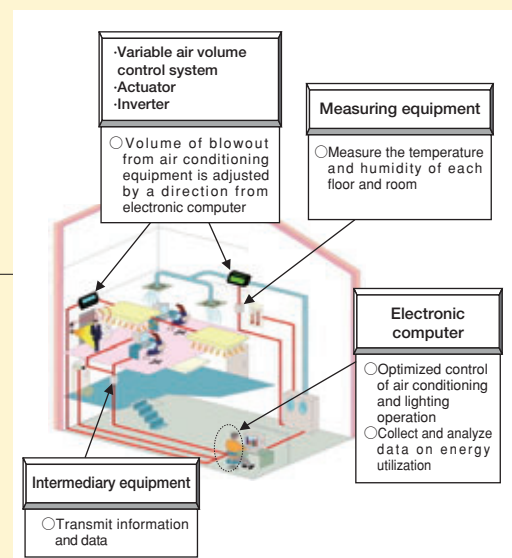 ·Variable air volume
control system
·Actuator
·Inverter
○Volume of blowout
from air conditioning
equipment is adjusted
by a direction from
electronic computer
Measuring equipment
○Measure the temperature
and humidity of each
floor and room
Electronic
computer
○Optimized control
of air conditioning
and lighting
operation
○Collect and analyze
data on energy
utilization
Intermediary equipment
○Transmit information
and data